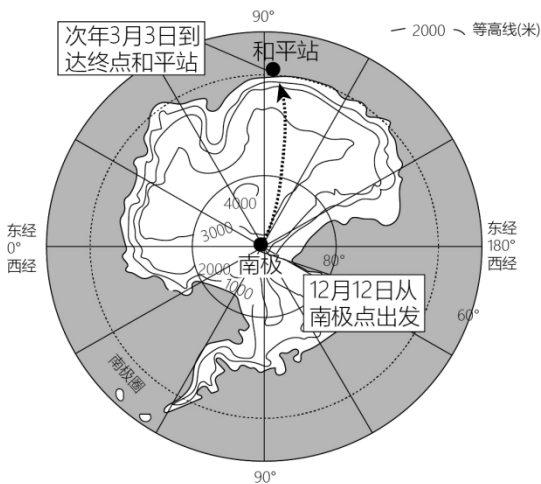 90°
2000 等高线(米)
次年3月3日到
达终点和平站
和平站
4000
3000
东经
0°
西经
东经
180°
西经
南极
80°
2000
1000
12月12日从
南极点出发
60°
南极圈
90°